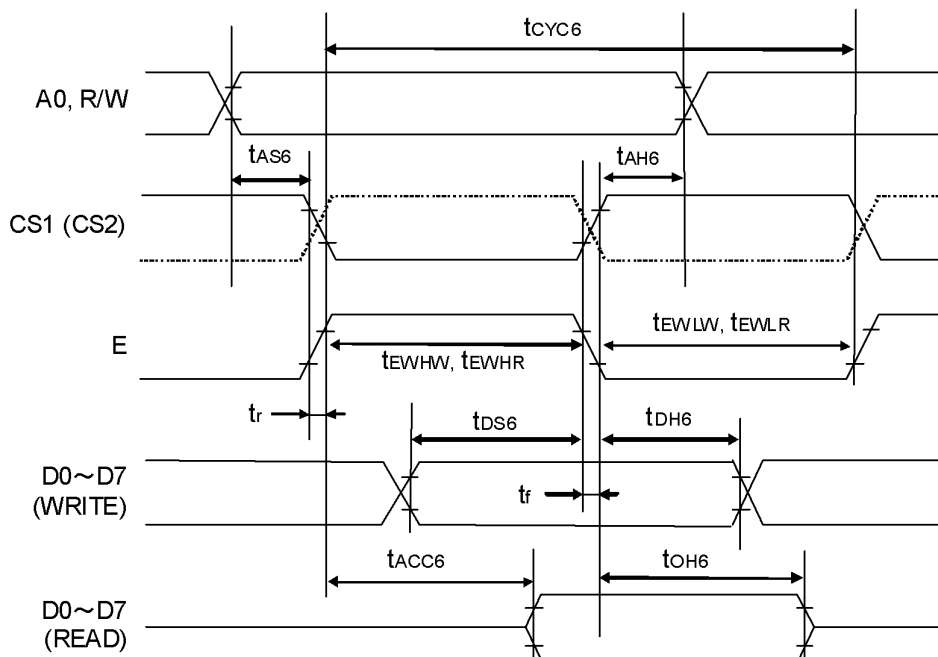 tCYC6
A0, R/W
tAS6
tAH6
CS1 (CS2)
tEWLW, tEWLR
E
tEWHW, tEWHR
tr
tDS6
tDH6
D0～D7
(WRITE)
tf
tACC6
tOH6
D0～D7
(READ)